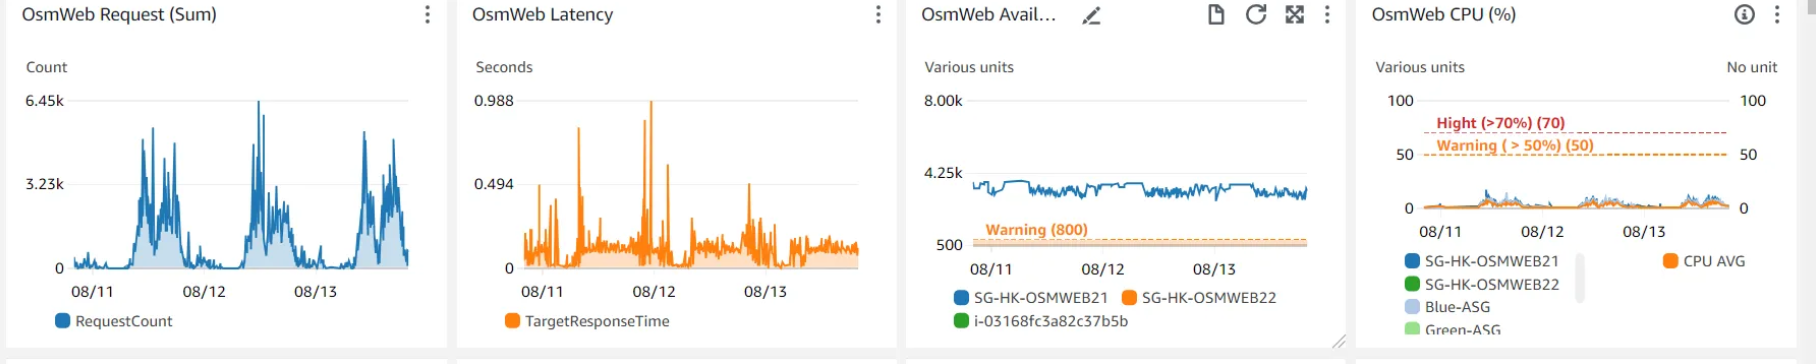 OsmWeb Request (Sum)
Count
6.45k
3.23k
0
08/11 08/12 08/13
RequestCount
OsmWeb Latency
Seconds
0.988
0.494
0
08/11 08/12 08/13
TargetResponseTime
OsmWeb Avail...
Various units
8.00k
4.25k
Warning (800)
500
08/11 08/12 08/13
SG-HK-OSMWEB21 SG-HK-OSMWEB22
i-03168fc3a82c37b5b
OsmWeb CPU (%)
Various units No unit
100 100
Hight (>70%) (70)
Warning ( > 50%) (50)
50 50
0 0
08/11 08/12 08/13
SG-HK-OSMWEB21 CPU AVG
SG-HK-OSMWEB22
Blue-ASG
Green-ASG